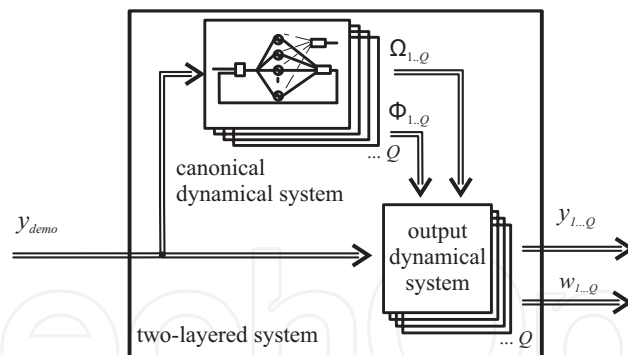 Ω1..Q
Φ1..Q
... Q
canonical
dynamical system
ydemo
output
dynamical
system
y1...Q
w1...Q
... Q
two-layered system